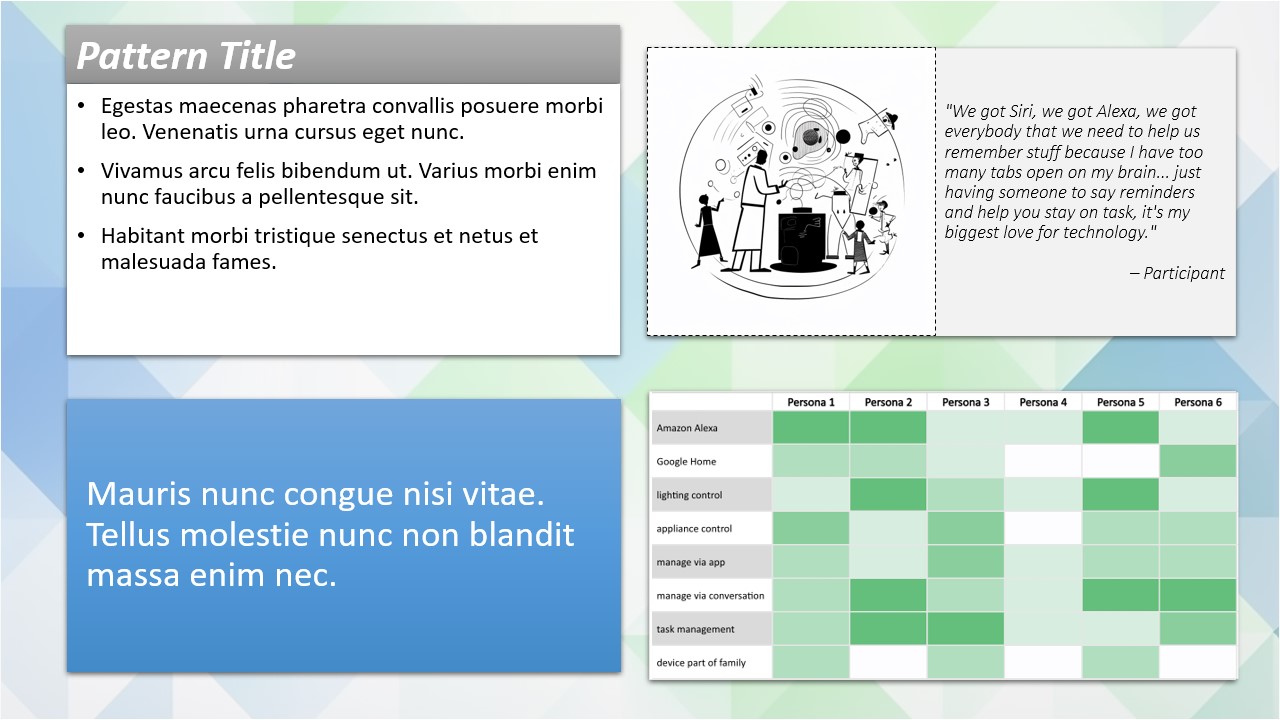 Pattern Title
• Egestas maecenas pharetra convallis posuere morbi
leo. Venenatis urna cursus eget nunc.
• Vivamus arcu felis bibendum ut. Varius morbi enim
nunc faucibus a pellentesque sit.
• Habitant morbi tristique senectus et netus et
malesuada fames.
"We got Siri, we got Alexa, we got
everybody that we need to help us
remember stuff because I have too
many tabs open on my brain... just
having someone to say reminders
and help you stay on task, it's my
biggest love for technology."
– Participant
Mauris nunc congue nisi vitae.
Tellus molestie nunc non blandit
massa enim nec.
Persona 1 Persona 2 Persona 3 Persona 4 Persona 5 Persona 6
Amazon Alexa
Google Home
lighting control
appliance control
manage via app
manage via conversation
task management
device part of family